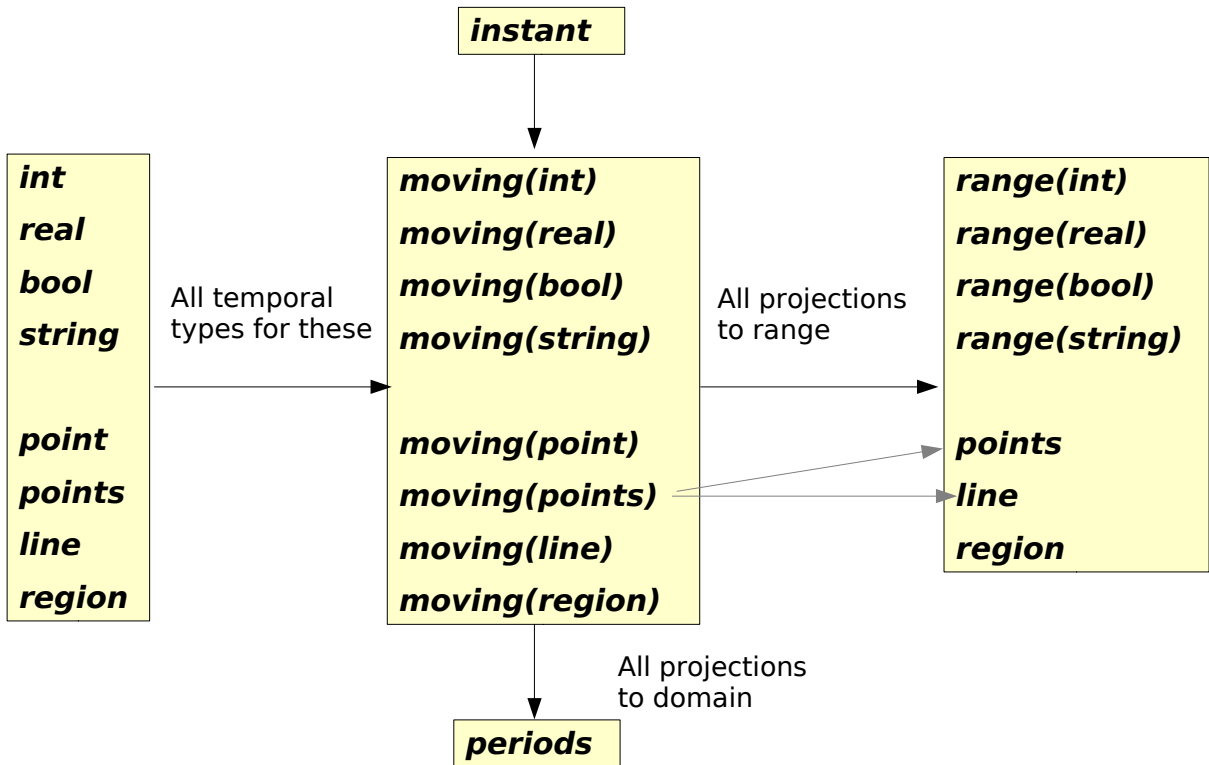 instant
int
real
bool
string
point
points
line
region
All temporal
types for these
moving(int)
moving(real)
moving(bool)
moving(string)
moving(point)
moving(points)
moving(line)
moving(region)
All projections
to range
range(int)
range(real)
range(bool)
range(string)
points
line
region
All projections
to domain
periods